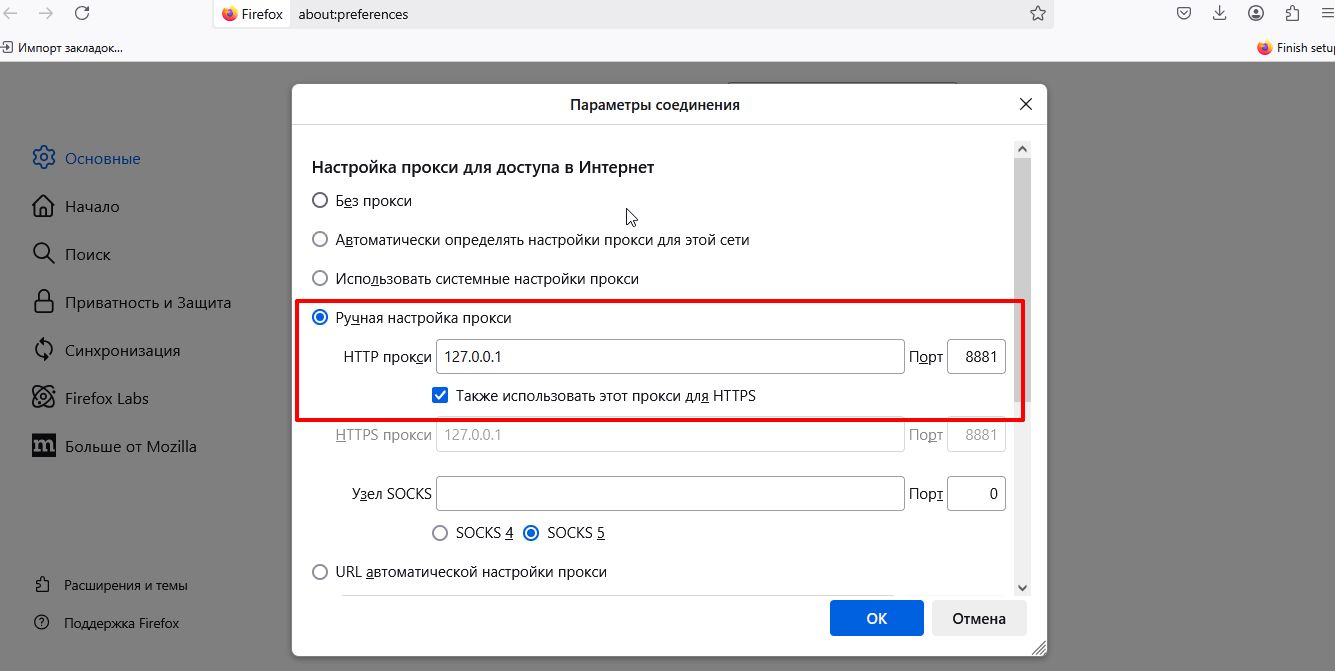 Firefox about:preferences
Импорт закладок...
Finish setu
Параметры соединения
Основные
Начало
Поиск
Приватность и Защита
Синхронизация
Firefox Labs
Больше от Mozilla
Расширения и темы
Поддержка Firefox
Настройка прокси для доступа в Интернет
Без прокси
Автоматически определять настройки прокси для этой сети
Использовать системные настройки прокси
Ручная настройка прокси
HTTP прокси 127.0.0.1 Порт 8881
Также использовать этот прокси для HTTPS
HTTPS прокси 127.0.0.1 Порт 8881
Узел SOCKS Порт 0
SOCKS 4 SOCKS 5
URL автоматической настройки прокси
ОК Отмена